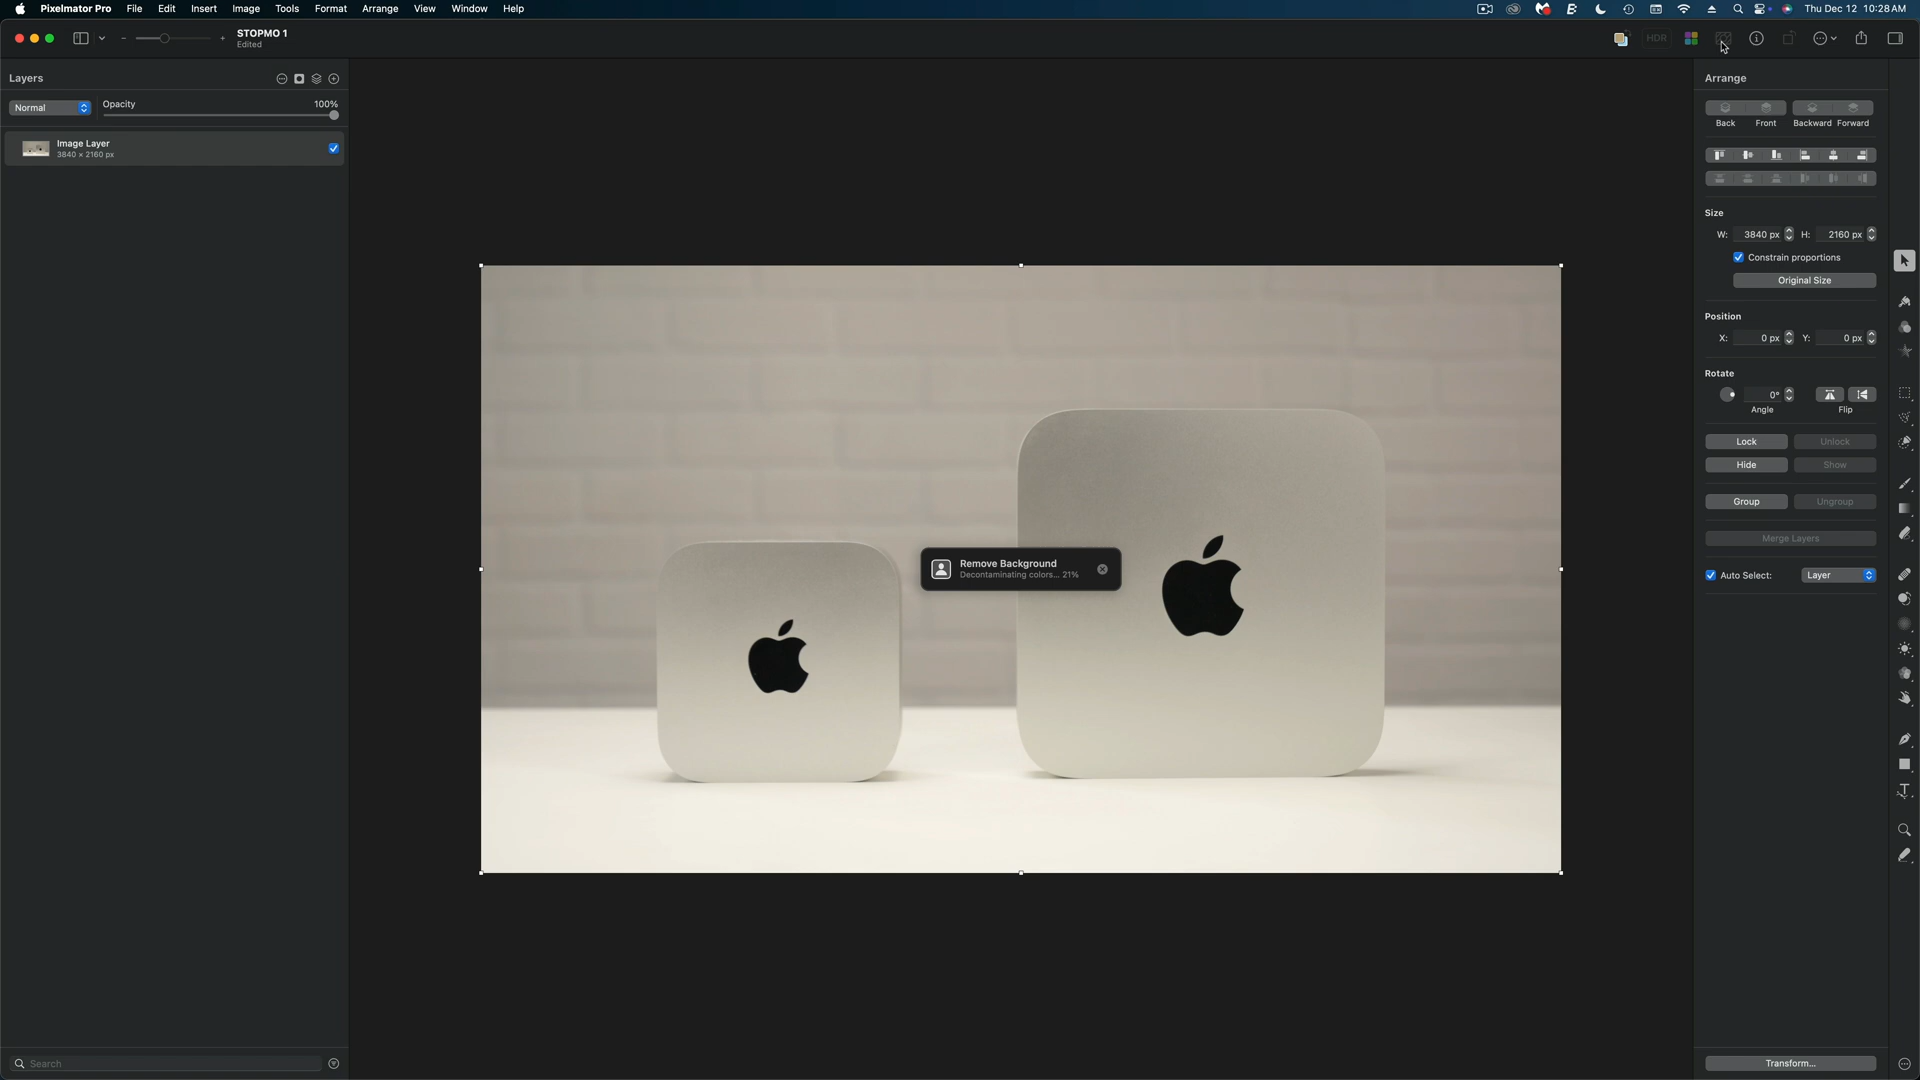 Pixelmator Pro File Edit Insert Image Tools Format Arrange View Window Help Thu Dec 12 10:28 AM
STOPMO 1
Edited
HDR
Layers
Normal Opacity 100%
Image Layer
3840 × 2160 px
Remove Background
Decontaminating colors... 21%
Search
Arrange
Back Front Backward Forward
Size
W: 3840 px H: 2160 px
Constrain proportions
Original Size
Position
X: 0 px Y: 0 px
Rotate
0°
Angle Flip
Lock Unlock
Hide Show
Group Ungroup
Merge Layers
Auto Select: Layer
Transform...